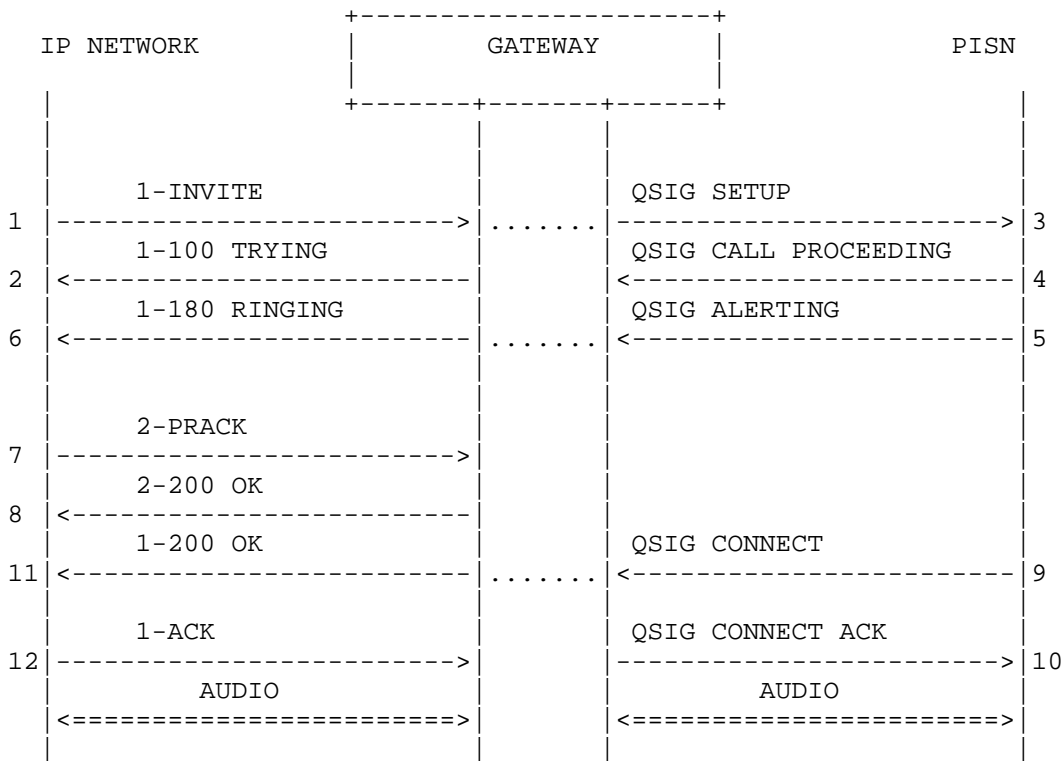 IP NETWORK GATEWAY PISN
1-INVITE QSIG SETUP
1 3
1-100 TRYING QSIG CALL PROCEEDING
2 4
1-180 RINGING QSIG ALERTING
6 5
2-PRACK
7
2-200 OK
8
1-200 OK QSIG CONNECT
11 9
1-ACK QSIG CONNECT ACK
12 10
AUDIO AUDIO